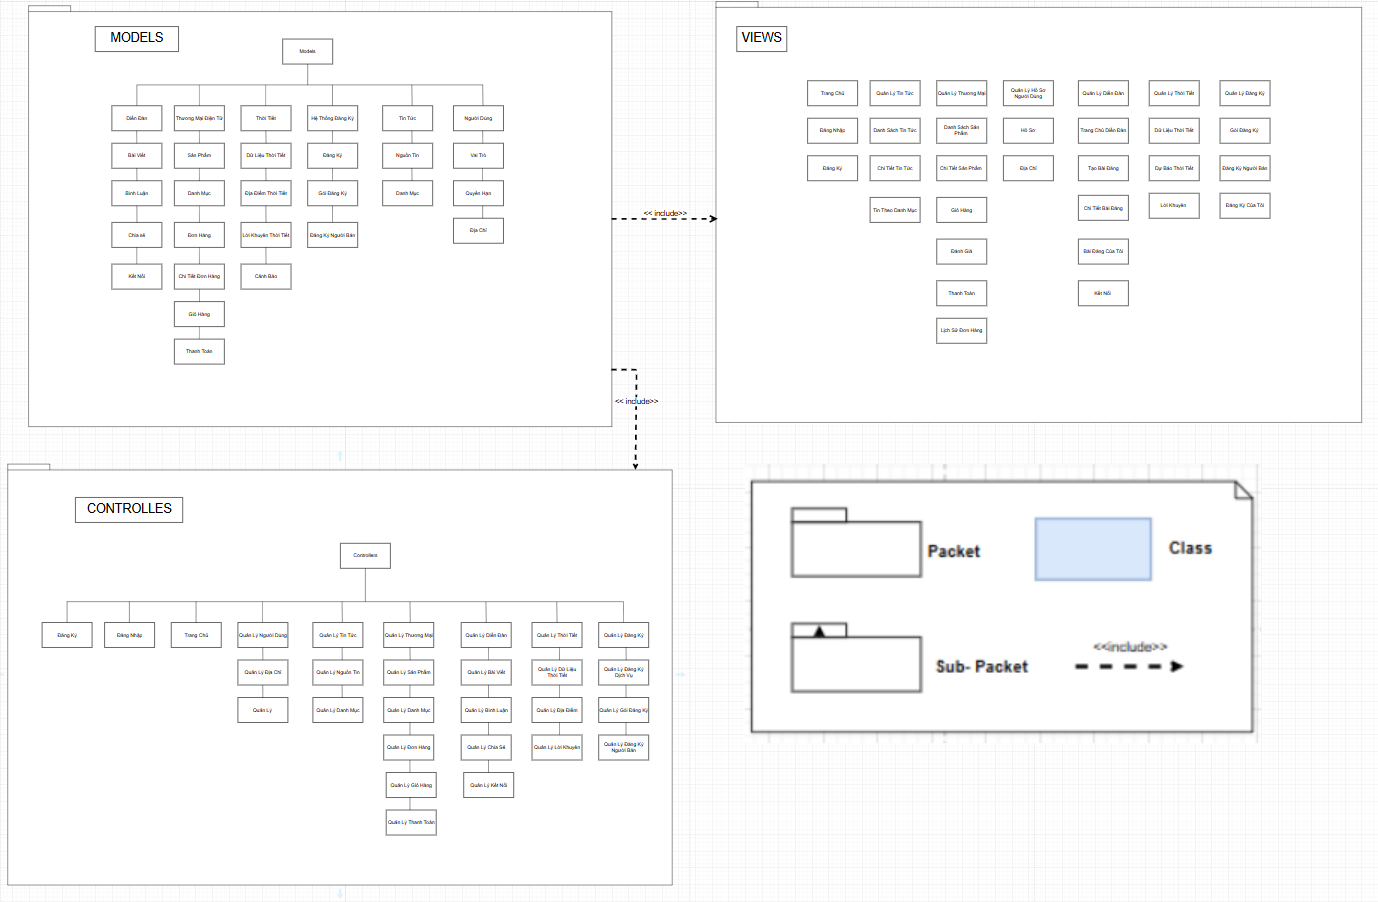 MODELS
Models
Diễn Đàn
Bài Viết
Bình Luận
Chia sẻ
Kết Nối
Thương Mại Điện Tử
Sản Phẩm
Danh Mục
Đơn Hàng
Chi Tiết Đơn Hàng
Giỏ Hàng
Thanh Toán
Thời Tiết
Dữ Liệu Thời Tiết
Địa Điểm Thời Tiết
Lời Khuyên Thời Tiết
Cảnh Báo
Hệ Thống Đăng Ký
Đăng Ký
Gói Đăng Ký
Đăng Ký Người Bán
Tin Tức
Nguồn Tin
Danh Mục
Người Dùng
Vai Trò
Quyền Hạn
Địa Chỉ
<< include>>
<< include>>
VIEWS
Trang Chủ
Đăng Nhập
Đăng Ký
Quản Lý Tin Tức
Danh Sách Tin Tức
Chi Tiết Tin Tức
Tin Theo Danh Mục
Quản Lý Thương Mại
Danh Sách Sản
Phẩm
Chi Tiết Sản Phẩm
Giỏ Hàng
Đánh Giá
Thanh Toán
Lịch Sử Đơn Hàng
Quản Lý Hồ Sơ
Người Dùng
Hồ Sơ
Địa Chỉ
Quản Lý Diễn Đàn
Trang Chủ Diễn Đàn
Tạo Bài Đăng
Chi Tiết Bài Đăng
Bài Đăng Của Tôi
Kết Nối
Quản Lý Thời Tiết
Dữ Liệu Thời Tiết
Dự Báo Thời Tiết
Lời Khuyên
Quản Lý Đăng Ký
Gói Đăng Ký
Đăng Ký Người Bán
Đăng Ký Của Tôi
CONTROLLES
Controllers
Đăng Ký
Đăng Nhập
Trang Chủ
Quản Lý Người Dùng
Quản Lý Địa Chỉ
Quản Lý
Quản Lý Tin Tức
Quản Lý Nguồn Tin
Quản Lý Danh Mục
Quản Lý Thương Mại
Quản Lý Sản Phẩm
Quản Lý Danh Mục
Quản Lý Đơn Hàng
Quản Lý Giỏ Hàng
Quản Lý Thanh Toán
Quản Lý Diễn Đàn
Quản Lý Bài Viết
Quản Lý Bình Luận
Quản Lý Chia Sẻ
Quản Lý Kết Nối
Quản Lý Thời Tiết
Quản Lý Dữ Liệu
Thời Tiết
Quản Lý Địa Điểm
Quản Lý Lời Khuyên
Quản Lý Đăng Ký
Quản Lý Đăng Ký
Dịch Vụ
Quản Lý Gói Đăng Ký
Quản Lý Đăng Ký
Người Bán
Packet
Class
Sub- Packet
<<include>>